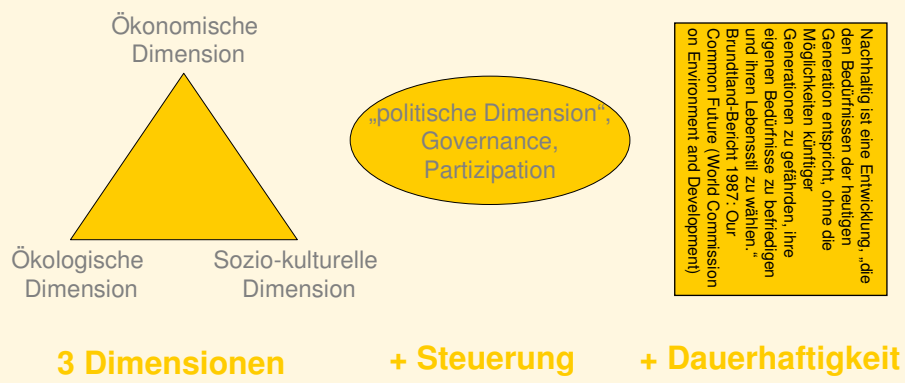 Ökonomische
Dimension
Ökologische
Dimension
Sozio-kulturelle
Dimension
3 Dimensionen
„politische Dimension“,
Governance,
Partizipation
+ Steuerung
Nachhaltig ist eine Entwicklung, „die
den Bedürfnissen der heutigen
Generation entspricht, ohne die
Möglichkeiten künftiger
Generationen zu gefährden, ihre
eigenen Bedürfnisse zu befriedigen
und ihren Lebensstil zu wählen.“
Brundtland-Bericht 1987: Our
Common Future (World Commission
on Environment and Development)
+ Dauerhaftigkeit